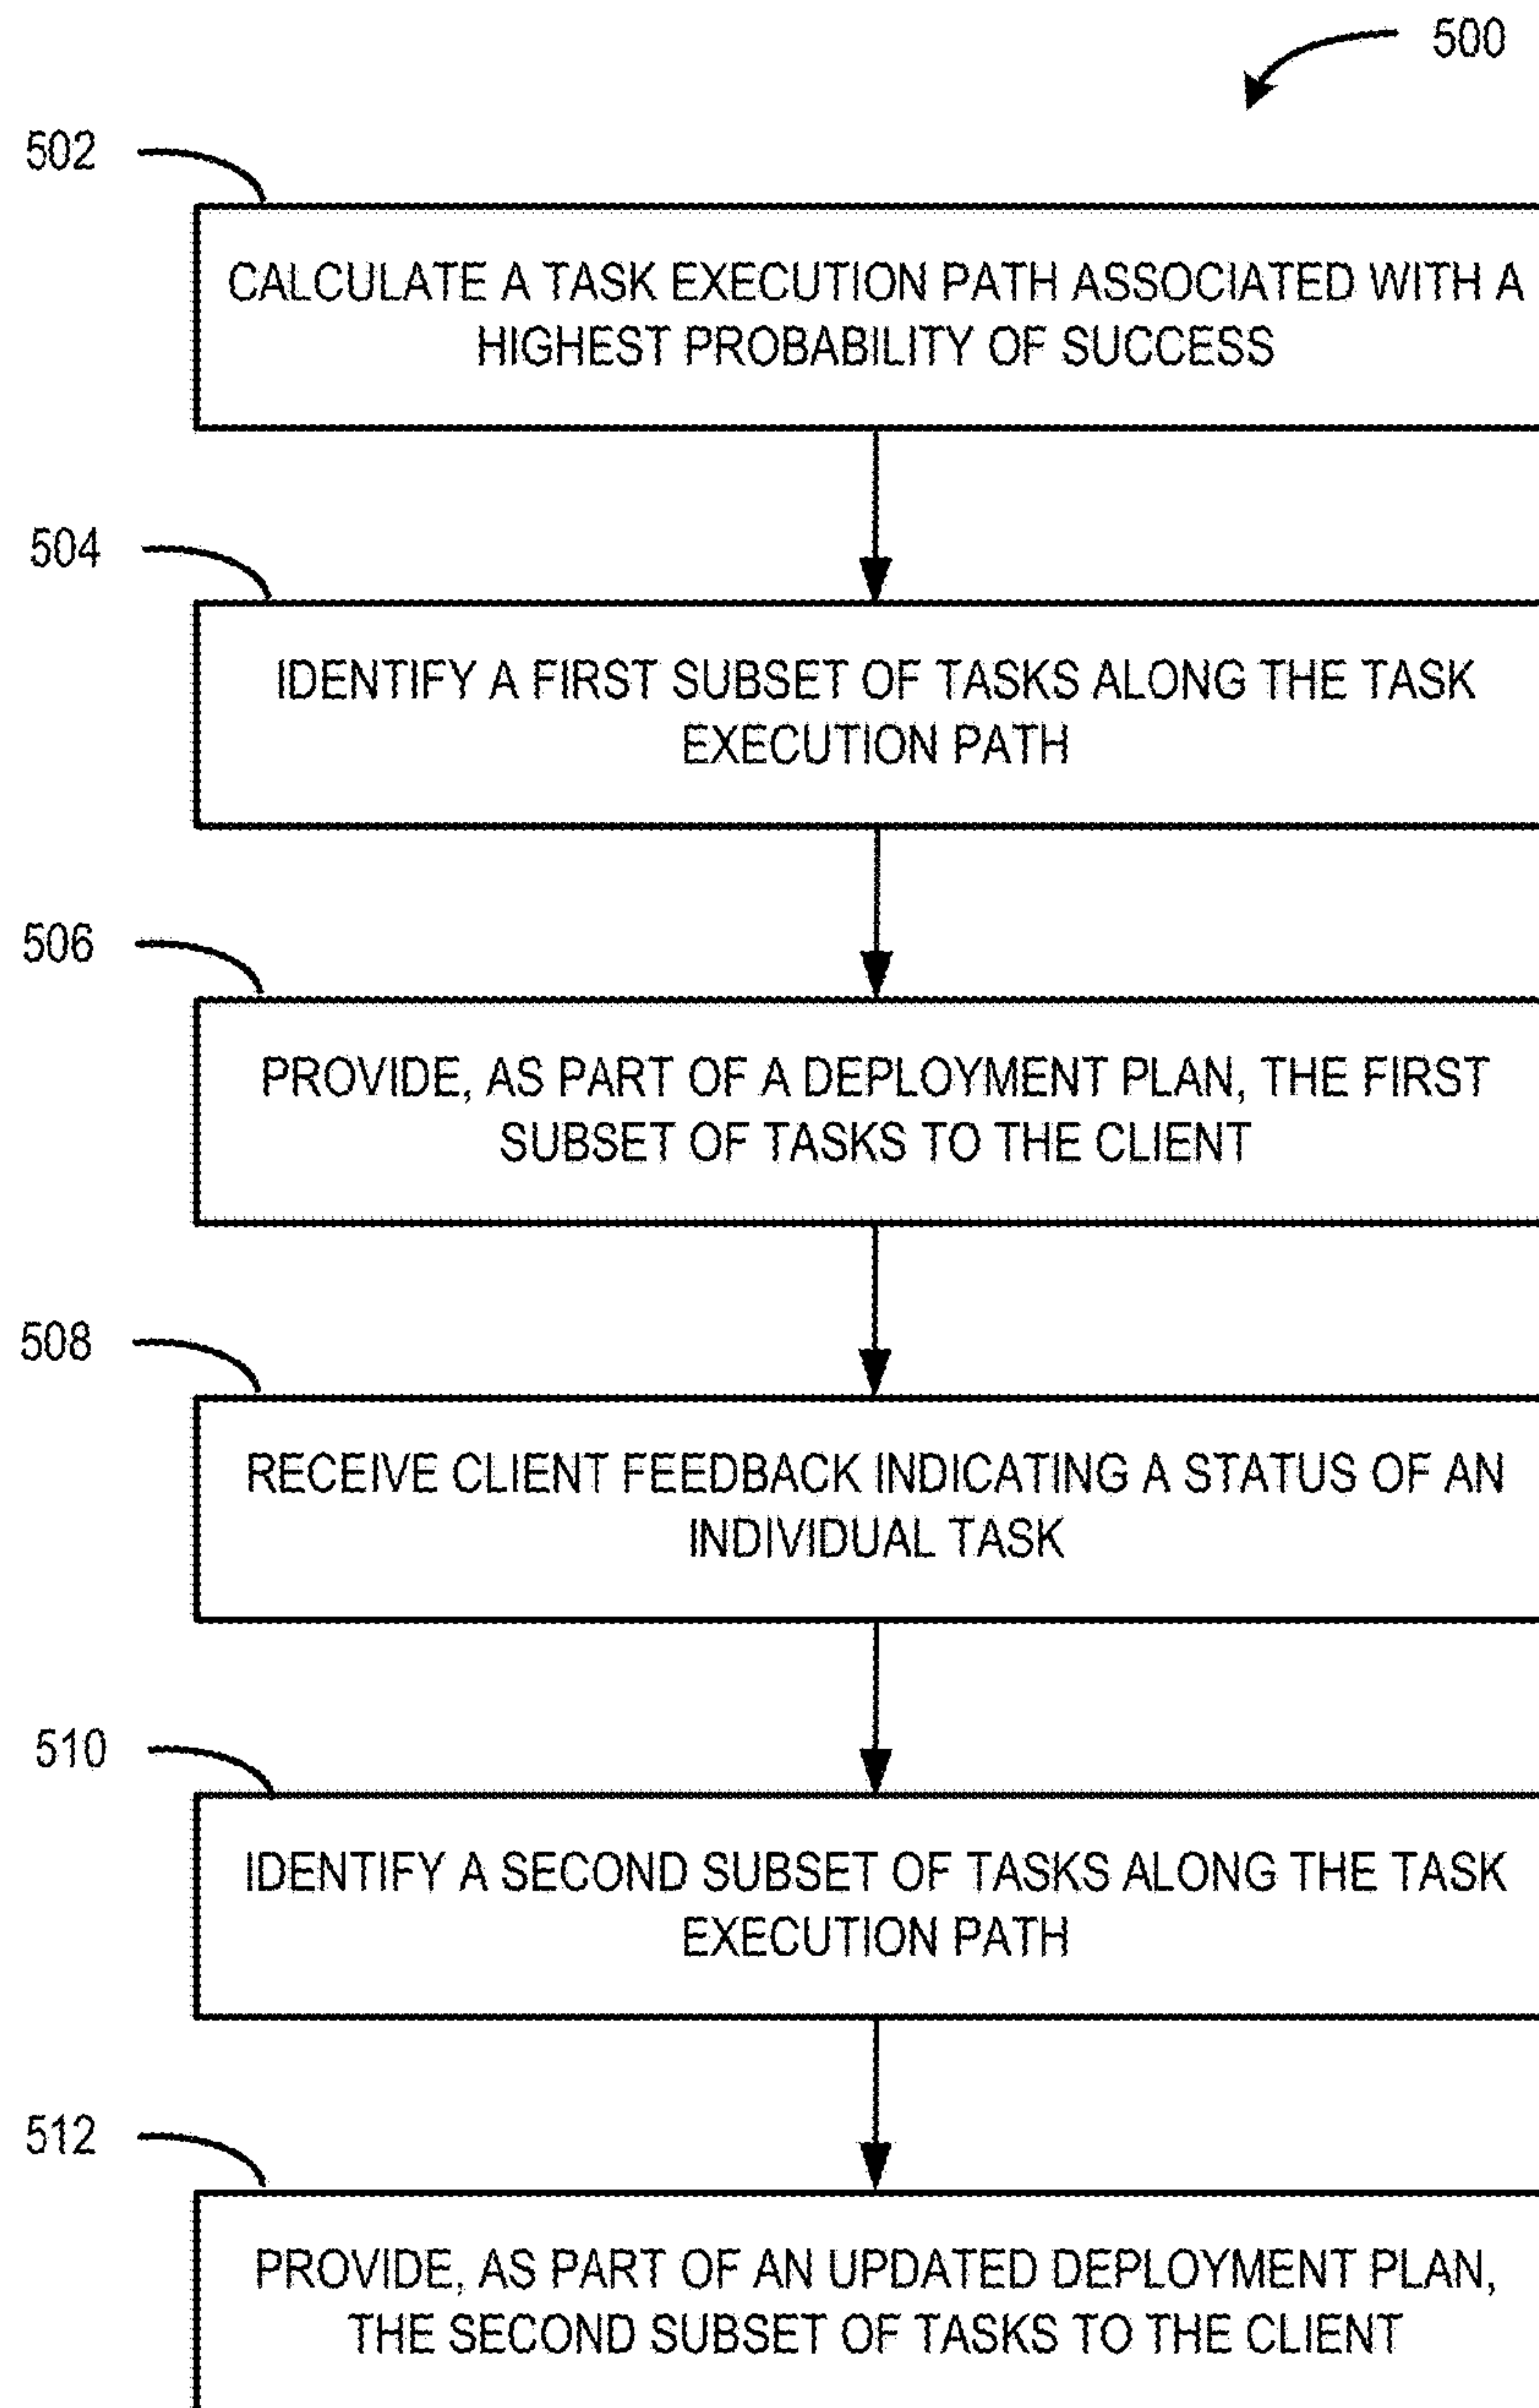 500
502
CALCULATE A TASK EXECUTION PATH ASSOCIATED WITH A
HIGHEST PROBABILITY OF SUCCESS
504
IDENTIFY A FIRST SUBSET OF TASKS ALONG THE TASK
EXECUTION PATH
506
PROVIDE, AS PART OF A DEPLOYMENT PLAN, THE FIRST
SUBSET OF TASKS TO THE CLIENT
508
RECEIVE CLIENT FEEDBACK INDICATING A STATUS OF AN
INDIVIDUAL TASK
510
IDENTIFY A SECOND SUBSET OF TASKS ALONG THE TASK
EXECUTION PATH
512
PROVIDE, AS PART OF AN UPDATED DEPLOYMENT PLAN,
THE SECOND SUBSET OF TASKS TO THE CLIENT